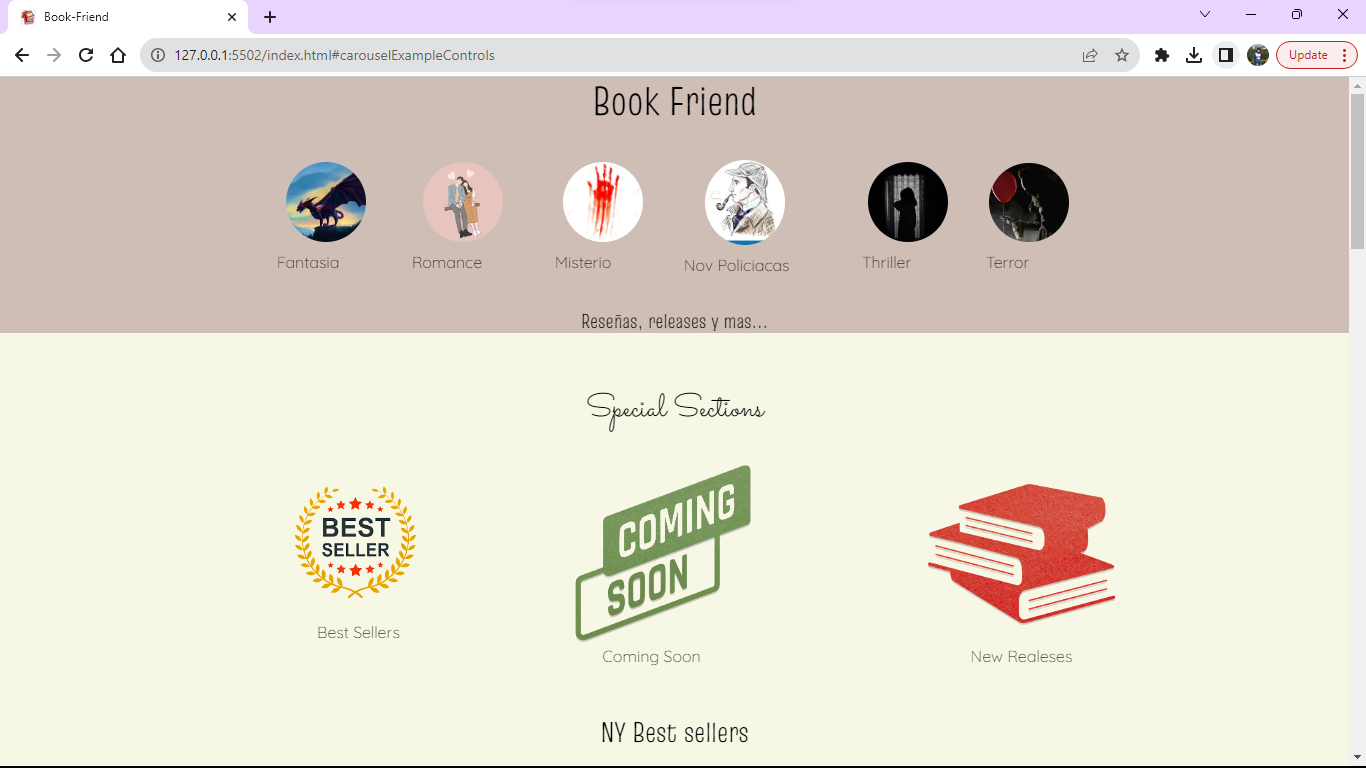 Book-Friend
127.0.0.1:5502/index.html#carouselExampleControls
Update
Book Friend
Fantasia
Romance
Misterio
Nov Policiacas
Thriller
Terror
Reseñas, releases y mas...
Special Sections
BEST
SELLER
COMING
SOON
Best Sellers
Coming Soon
New Realeses
NY Best sellers